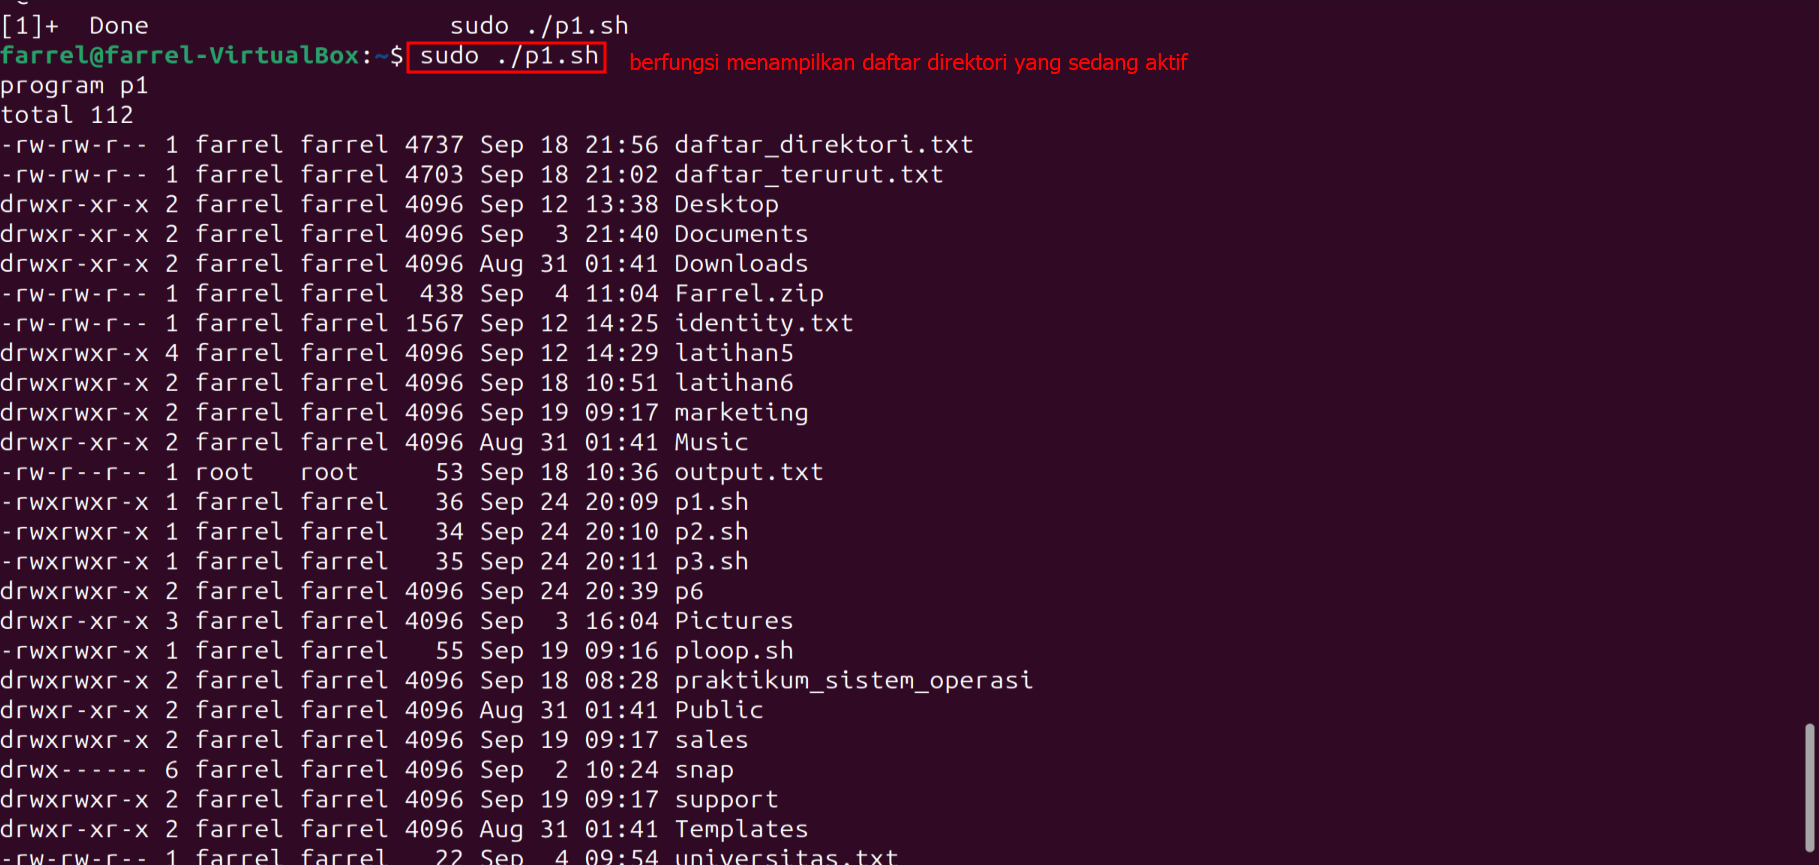 [1]+  Done                    sudo ./p1.sh
farrel@farrel-VirtualBox:~$ sudo ./p1.sh berfungsi menampilkan daftar direktori yang sedang aktif
program p1
total 112
-rw-rw-r-- 1 farrel farrel 4737 Sep 18 21:56 daftar_direktori.txt
-rw-rw-r-- 1 farrel farrel 4703 Sep 18 21:02 daftar_terurut.txt
drwxr-xr-x 2 farrel farrel 4096 Sep 12 13:38 Desktop
drwxr-xr-x 2 farrel farrel 4096 Sep  3 21:40 Documents
drwxr-xr-x 2 farrel farrel 4096 Aug 31 01:41 Downloads
-rw-rw-r-- 1 farrel farrel  438 Sep  4 11:04 Farrel.zip
-rw-rw-r-- 1 farrel farrel 1567 Sep 12 14:25 identity.txt
drwxrwxr-x 4 farrel farrel 4096 Sep 12 14:29 latihan5
drwxrwxr-x 2 farrel farrel 4096 Sep 18 10:51 latihan6
drwxrwxr-x 2 farrel farrel 4096 Sep 19 09:17 marketing
drwxr-xr-x 2 farrel farrel 4096 Aug 31 01:41 Music
-rw-r--r-- 1 root   root     53 Sep 18 10:36 output.txt
-rwxrwxr-x 1 farrel farrel   36 Sep 24 20:09 p1.sh
-rwxrwxr-x 1 farrel farrel   34 Sep 24 20:10 p2.sh
-rwxrwxr-x 1 farrel farrel   35 Sep 24 20:11 p3.sh
drwxrwxr-x 2 farrel farrel 4096 Sep 24 20:39 p6
drwxr-xr-x 3 farrel farrel 4096 Sep  3 16:04 Pictures
-rwxrwxr-x 1 farrel farrel   55 Sep 19 09:16 ploop.sh
drwxrwxr-x 2 farrel farrel 4096 Sep 18 08:28 praktikum_sistem_operasi
drwxr-xr-x 2 farrel farrel 4096 Aug 31 01:41 Public
drwxrwxr-x 2 farrel farrel 4096 Sep 19 09:17 sales
drwx------ 6 farrel farrel 4096 Sep  2 10:24 snap
drwxrwxr-x 2 farrel farrel 4096 Sep 19 09:17 support
drwxr-xr-x 2 farrel farrel 4096 Aug 31 01:41 Templates
-rw-rw-r-- 1 farrel farrel   22 Sep  4 09:54 universitas.txt